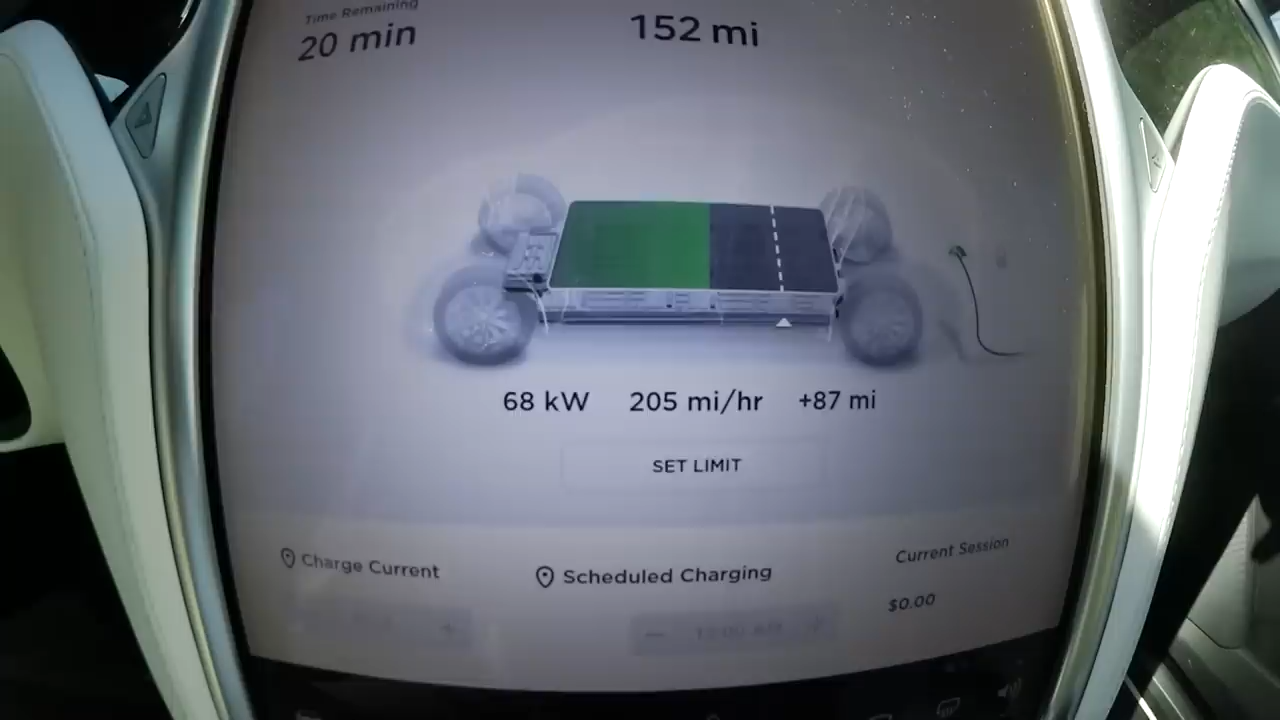 Time Remaining
20 min
152 mi
68 kW 205 mi/hr +87 mi
SET LIMIT
Charge Current
Scheduled Charging
Current Session
$0.00